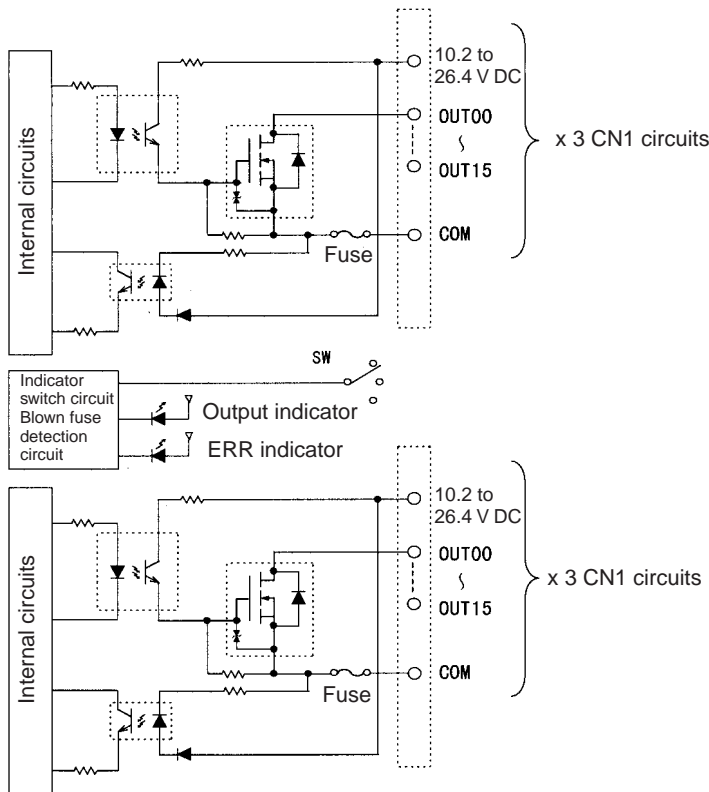 10.2 to
26.4 V DC
OUT00
∫
OUT15
COM
Fuse
x 3 CN1 circuits
Internal circuits
SW
Indicator
switch circuit
Blown fuse
detection
circuit
Output indicator
ERR indicator
10.2 to
26.4 V DC
OUT00
∫
OUT15
COM
Fuse
x 3 CN1 circuits
Internal circuits